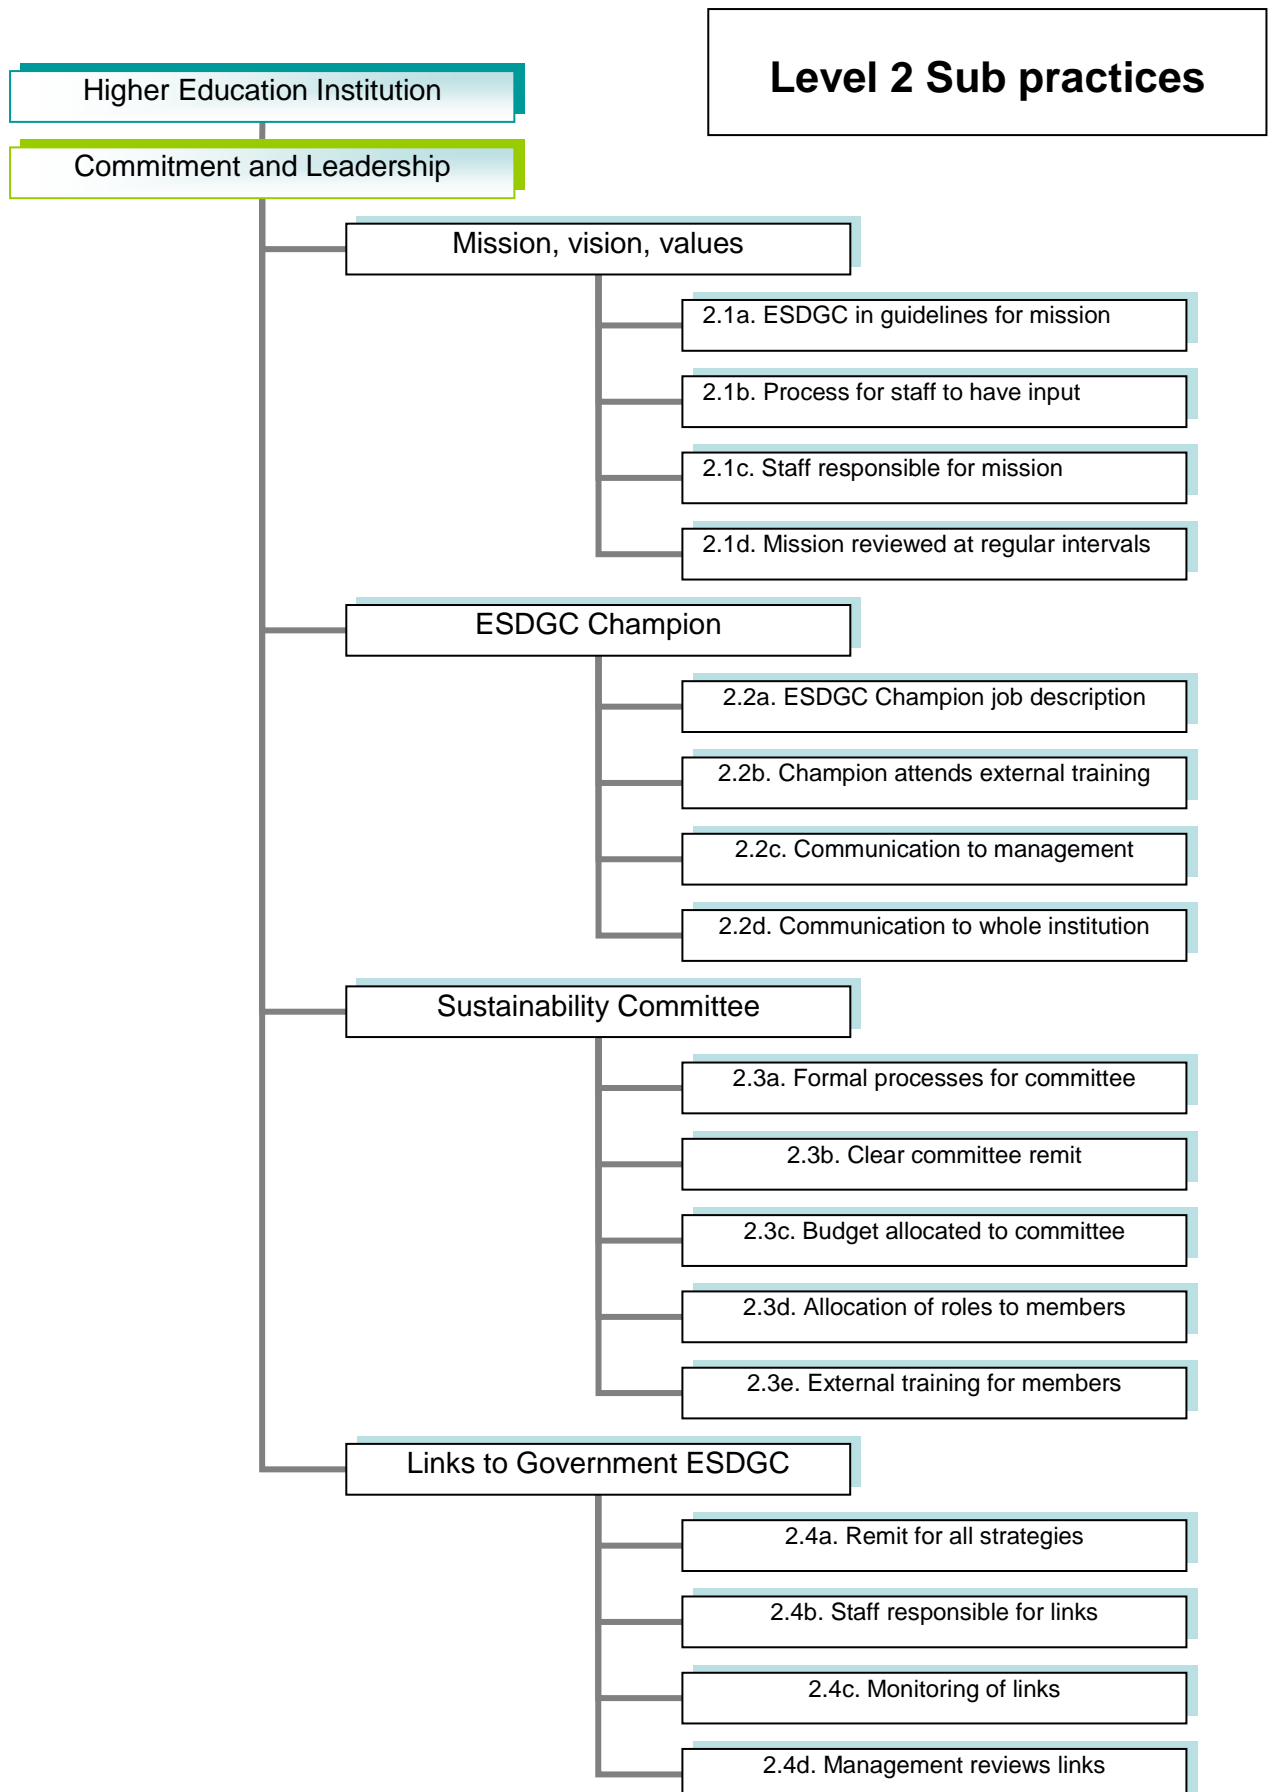 Level 2 Sub practices
Higher Education Institution
Commitment and Leadership
Mission, vision, values
2.1a. ESDGC in guidelines for mission
2.1b. Process for staff to have input
2.1c. Staff responsible for mission
2.1d. Mission reviewed at regular intervals
ESDGC Champion
2.2a. ESDGC Champion job description
2.2b. Champion attends external training
2.2c. Communication to management
2.2d. Communication to whole institution
Sustainability Committee
2.3a. Formal processes for committee
2.3b. Clear committee remit
2.3c. Budget allocated to committee
2.3d. Allocation of roles to members
2.3e. External training for members
Links to Government ESDGC
2.4a. Remit for all strategies
2.4b. Staff responsible for links
2.4c. Monitoring of links
2.4d. Management reviews links